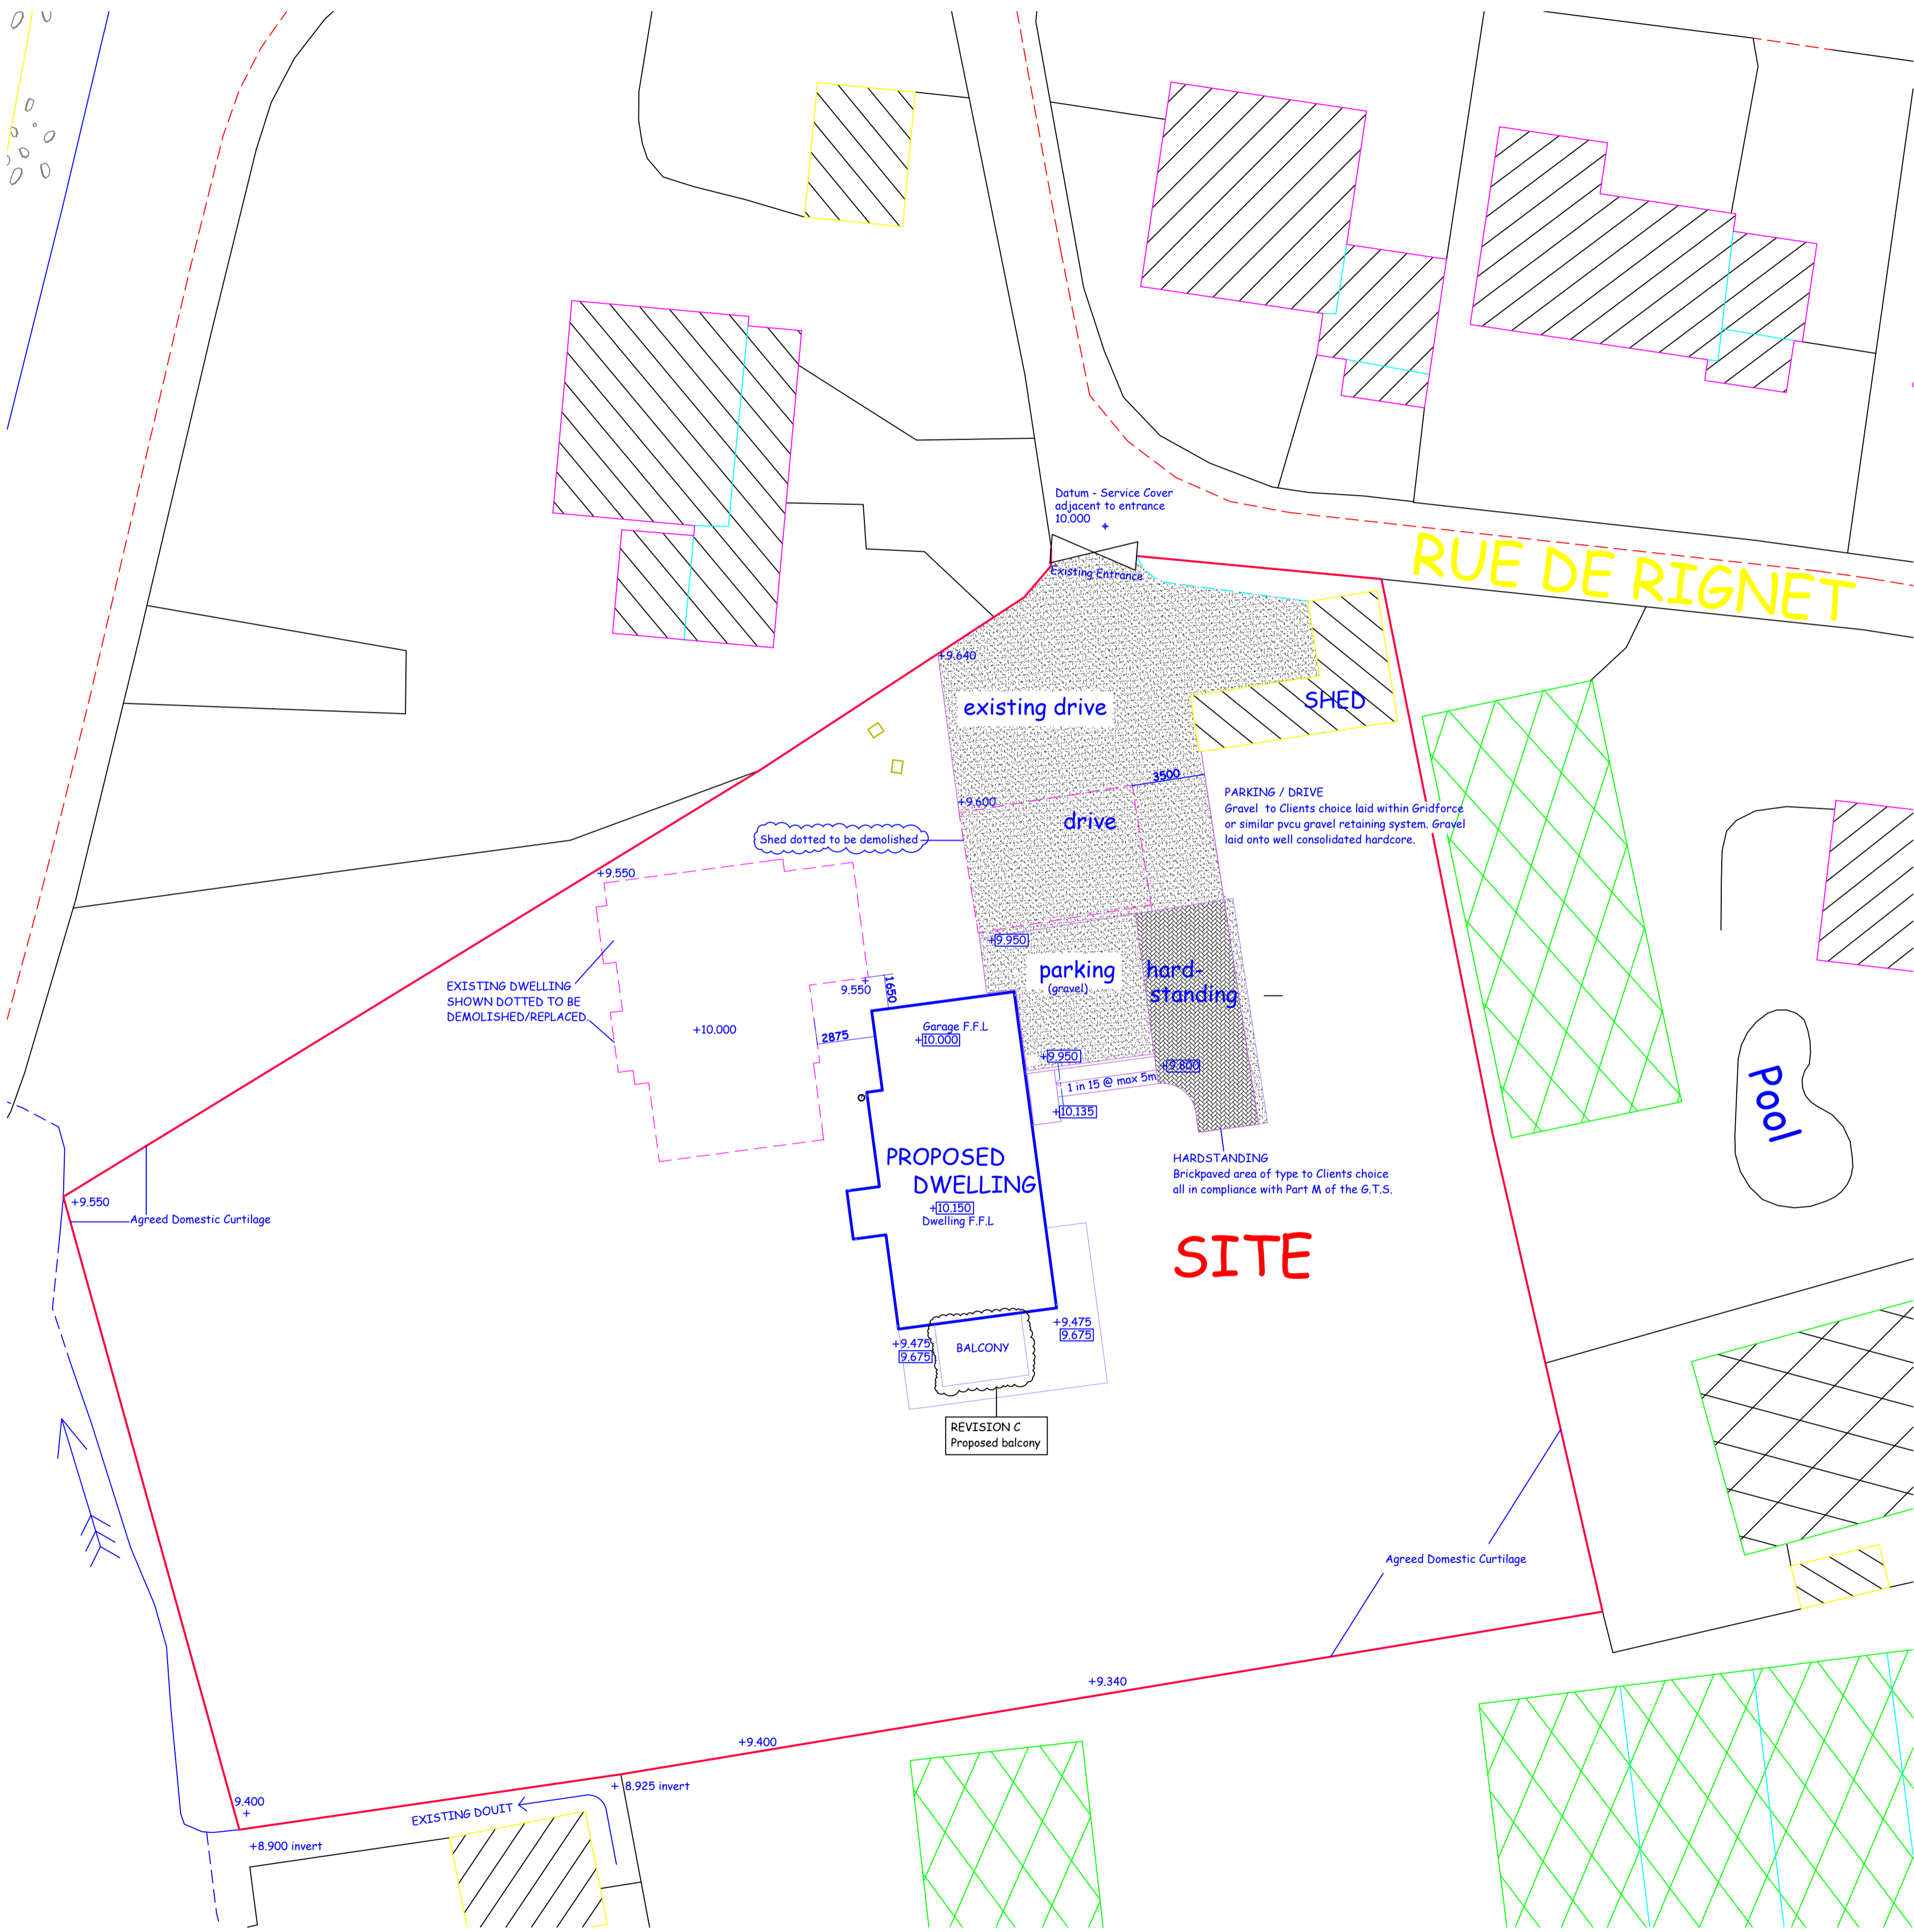 Datum - Service Cover
adjacent to entrance
10.000
+
RUE DE RIGNET
Existing Entrance
+9.640
existing drive
SHED
3500
+9.600
drive
PARKING / DRIVE
Gravel to Clients choice laid within Gridforce
or similar pvcu gravel retaining system. Gravel
laid onto well consolidated hardcore.
Shed dotted to be demolished
+9.550
+9.950
parking
(gravel)
hard-
standing
EXISTING DWELLING
SHOWN DOTTED TO BE
DEMOLISHED/REPLACED.
+
9.550
1650
+10.000
2875
Garage F.F.L
+10.000
+9.950
+9.800
1 in 15 @ max 5m
+10.135
Pool
PROPOSED
DWELLING
+10.150
Dwelling F.F.L
HARDSTANDING
Brickpaved area of type to Clients choice
all in compliance with Part M of the G.T.S.
+9.550
Agreed Domestic Curtilage
SITE
+9.475
9.675
+9.475
9.675
BALCONY
REVISION C
Proposed balcony
Agreed Domestic Curtilage
+9.340
+9.400
+ 8.925 invert
9.400
+
EXISTING DOUIT
+8.900 invert